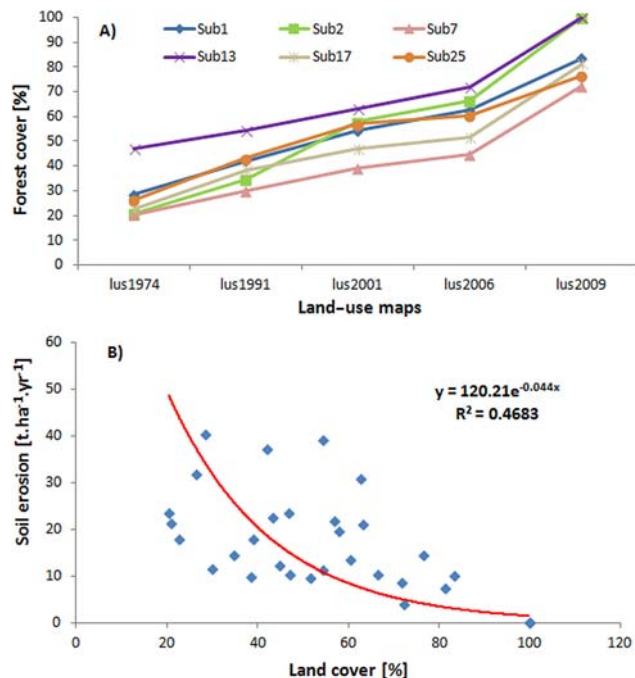 A)
Sub1 Sub2 Sub7
Sub13 Sub17 Sub25
Forest cover [%]
100
90
80
70
60
50
40
30
20
10
0
lus1974 lus1991 lus2001 lus2006 lus2009
Land-use maps
B)
y = 120.21e^-0.044x
R² = 0.4683
Soil erosion [t.ha⁻¹.yr⁻¹]
60
50
40
30
20
10
0
0 20 40 60 80 100 120
Land cover [%]